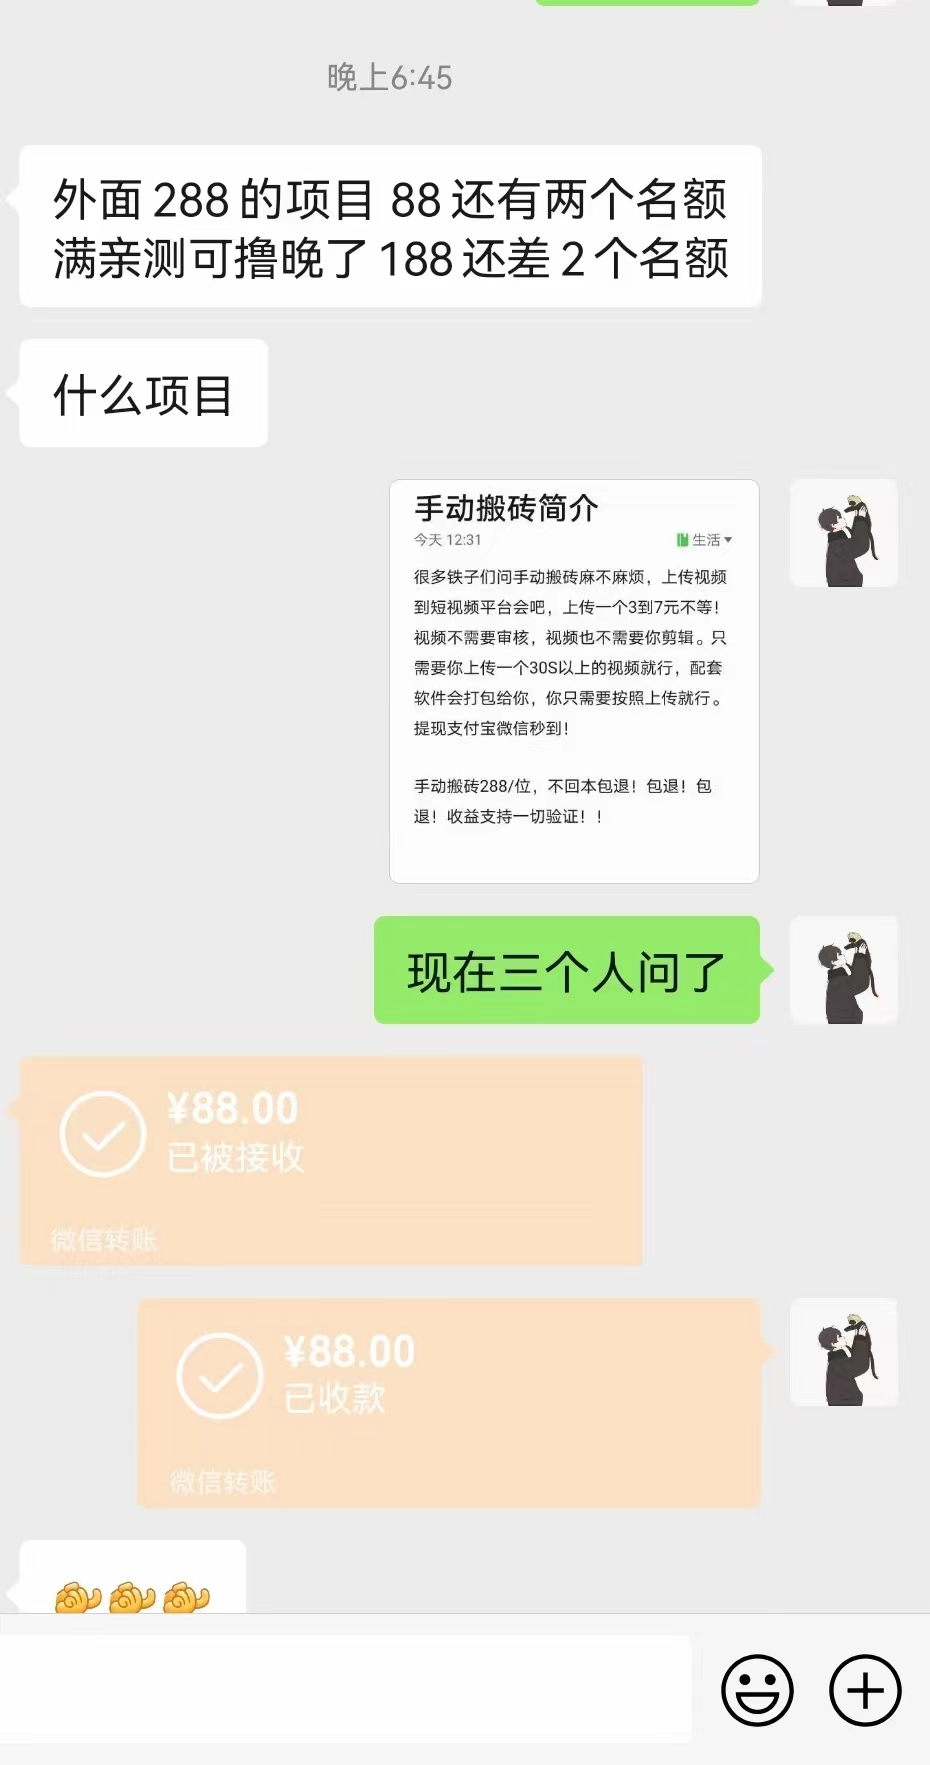 晚上6:45
外面288的项目 88还有两个名额
满亲测可撸晚了188还差2个名额
什么项目
手动搬砖简介
今天 12:31
生活
很多铁子们问手动搬砖麻不麻烦，上传视频
到短视频平台会吧，上传一个3到7元不等！
视频不需要审核，视频也不需要你剪辑。只
需要你上传一个30S以上的视频就行，配套
软件会打包给你，你只需要按照上传就行。
提现支付宝微信秒到！
手动搬砖288/位，不回本包退！包退！包
退！收益支持一切验证！！
现在三个人问了
¥88.00
已被接收
微信转账
¥88.00
已收款
微信转账